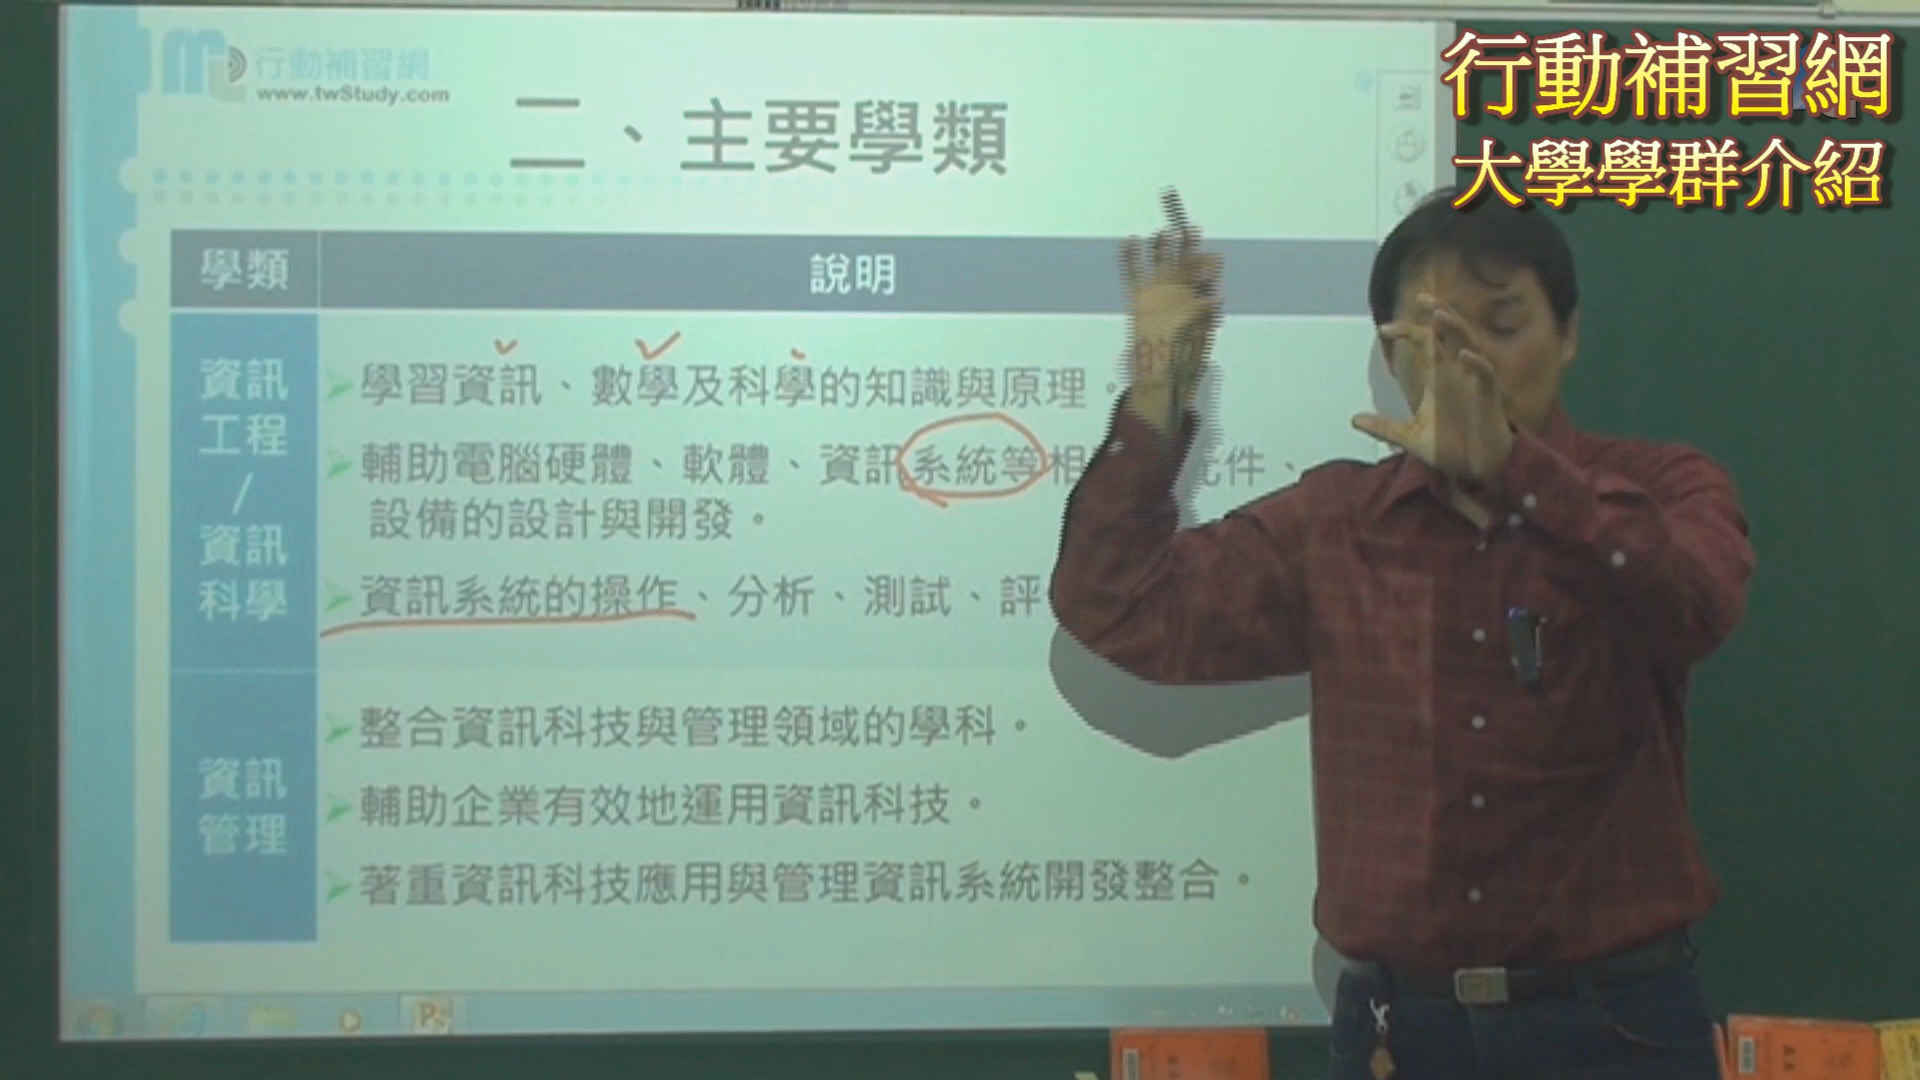 行動補習網
www.twStudy.com
行動補習網
大學學群介紹
二、主要學類
學類
說明
資訊
工程
/
資訊
科學
學習資訊、數學及科學的知識與原理。
輔助電腦硬體、軟體、資訊系統等相 元件、
設備的設計與開發。
資訊系統的操作、分析、測試、評
資訊
管理
整合資訊科技與管理領域的學科。
輔助企業有效地運用資訊科技。
著重資訊科技應用與管理資訊系統開發整合。